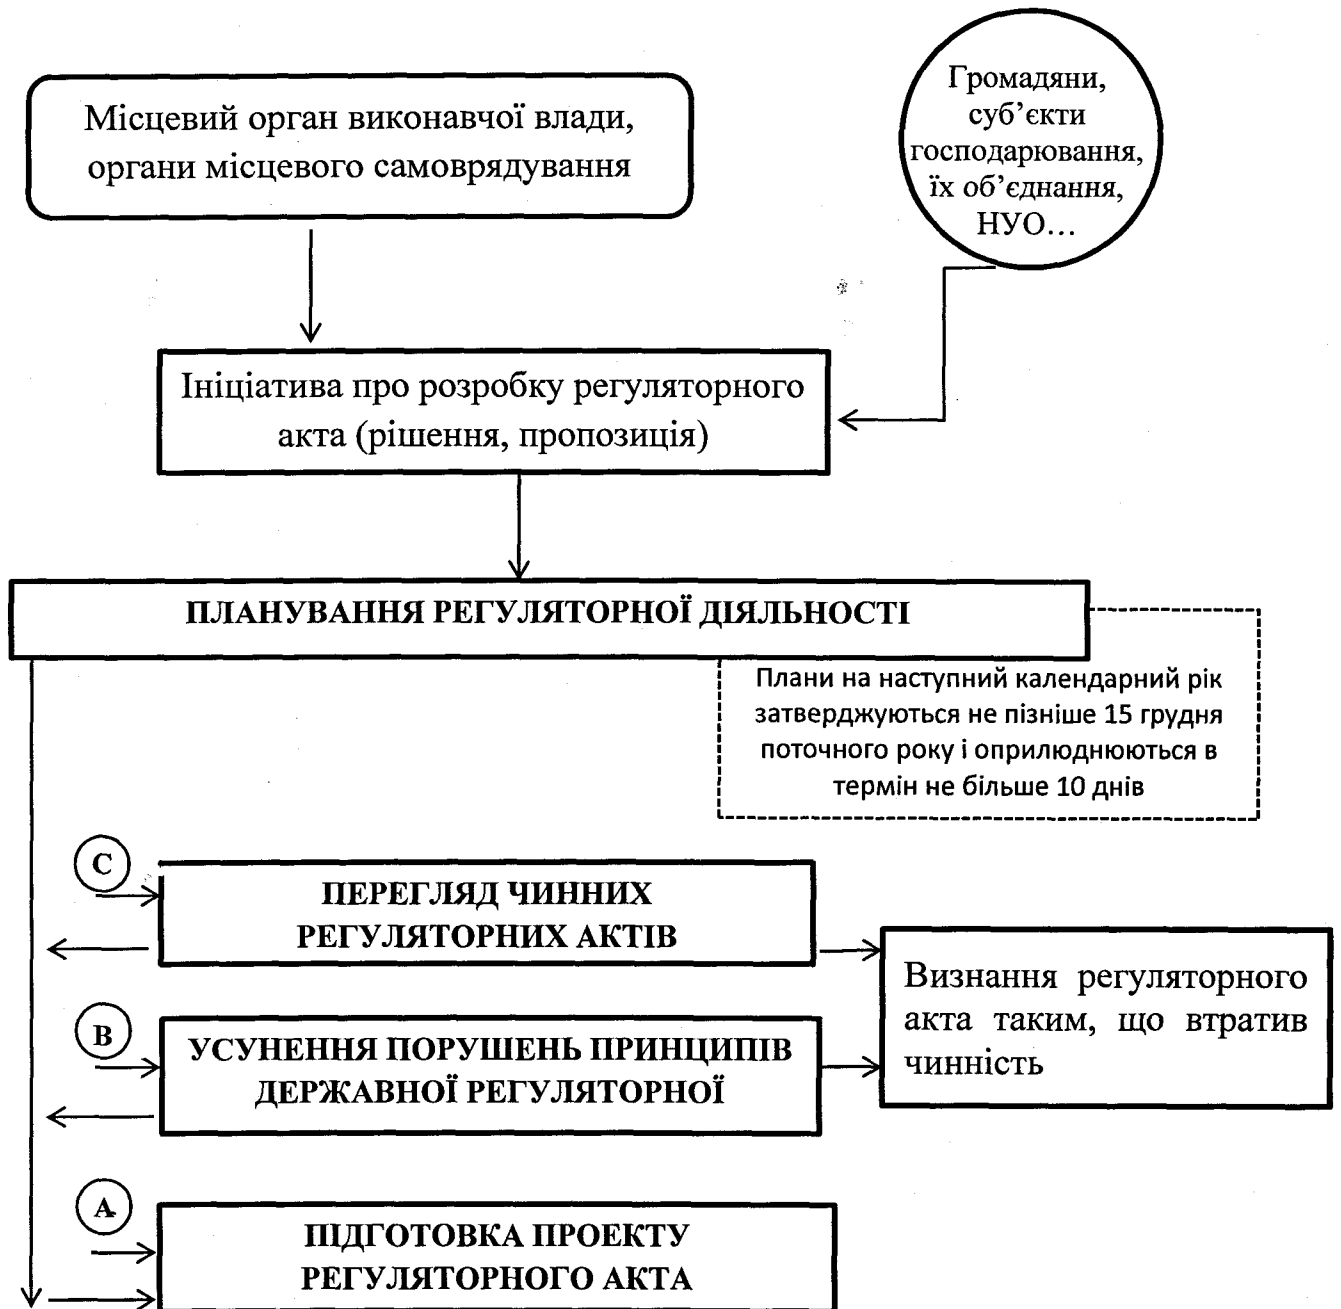 Місцевий орган виконавчої влади,
органи місцевого самоврядування
Громадяни,
суб’єкти
господарювання,
їх об’єднання,
НУО…
Ініціатива про розробку регуляторного
акта (рішення, пропозиція)
ПЛАНУВАННЯ РЕГУЛЯТОРНОЇ ДІЯЛЬНОСТІ
Плани на наступний календарний рік
затверджуються не пізніше 15 грудня
поточного року і оприлюднюються в
термін не більше 10 днів
С
ПЕРЕГЛЯД ЧИННИХ
РЕГУЛЯТОРНИХ АКТІВ
Визнання регуляторного
акта таким, що втратив
чинність
В
УСУНЕННЯ ПОРУШЕНЬ ПРИНЦИПІВ
ДЕРЖАВНОЇ РЕГУЛЯТОРНОЇ
А
ПІДГОТОВКА ПРОЕКТУ
РЕГУЛЯТОРНОГО АКТА